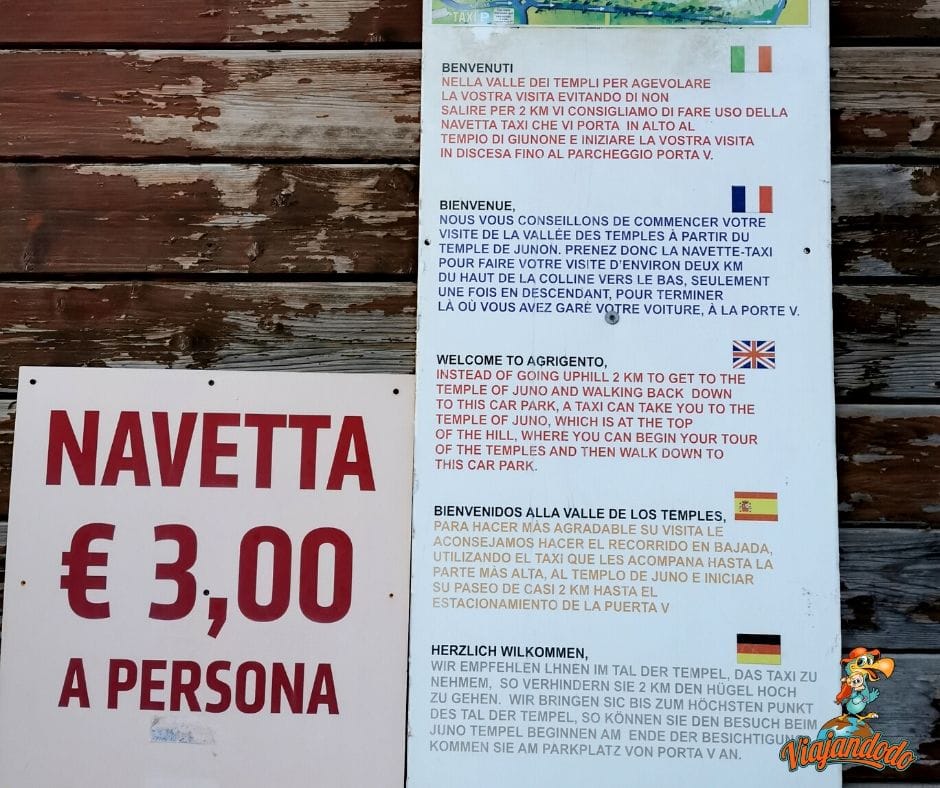 TAXI P
BENVENUTI
NELLA VALLE DEI TEMPLI PER AGEVOLARE
LA VOSTRA VISITA EVITANDO DI NON
SALIRE PER 2 KM VI CONSIGLIAMO DI FARE USO DELLA
NAVETTA TAXI CHE VI PORTA IN ALTO AL
TEMPIO DI GIUNONE E INIZIARE LA VOSTRA VISITA
IN DISCESA FINO AL PARCHEGGIO PORTA V.
BIENVENUE,
NOUS VOUS CONSEILLONS DE COMMENCER VOTRE
VISITE DE LA VALLÉE DES TEMPLES À PARTIR DU
TEMPLE DE JUNON. PRENEZ DONC LA NAVETTE-TAXI
POUR FAIRE VOTRE VISITE D'ENVIRON DEUX KM
DU HAUT DE LA COLLINE VERS LE BAS, SEULEMENT
UNE FOIS EN DESCENDANT, POUR TERMINER
LÀ OÙ VOUS AVEZ GARÉ VOTRE VOITURE, À LA PORTE V.
WELCOME TO AGRIGENTO,
INSTEAD OF GOING UPHILL 2 KM TO GET TO THE
TEMPLE OF JUNO AND WALKING BACK DOWN
TO THIS CAR PARK, A TAXI CAN TAKE YOU TO THE
TEMPLE OF JUNO, WHICH IS AT THE TOP
OF THE HILL, WHERE YOU CAN BEGIN YOUR TOUR
OF THE TEMPLES AND THEN WALK DOWN TO
THIS CAR PARK.
BIENVENIDOS ALLA VALLE DE LOS TEMPLES,
PARA HACER MÀS AGRADABLE SU VISITA LE
ACONSEJAMOS HACER EL RECORRIDO EN BAJADA,
UTILIZANDO EL TAXI QUE LES ACOMPANA HASTA LA
PARTE MÀS ALTA, AL TEMPLO DE JUNO E INICIAR
SU PASEO DE CASI 2 KM HASTA EL
ESTACIONAMIENTO DE LA PUERTA V
HERZLICH WILKOMMEN,
WIR EMPFEHLEN LHNEN IM TAL DER TEMPEL, DAS TAXI ZU
NEHMEM, SO VERHINDERN SIE 2 KM DEN HÜGEL HOCH
ZU GEHEN. WIR BRINGEN SIC BIS ZUM HÖCHSTEN PUNKT
DES TAL DER TEMPEL, SO KÖNNEN SIE DEN BESUCH BEIM
JUNO TEMPEL BEGINNEN AM ENDE DER BESICHTIGUNG
KOMMEN SIE AM PARKPLATZ VON PORTA V AN.
NAVETTA
€ 3,00
A PERSONA
Viajandodo